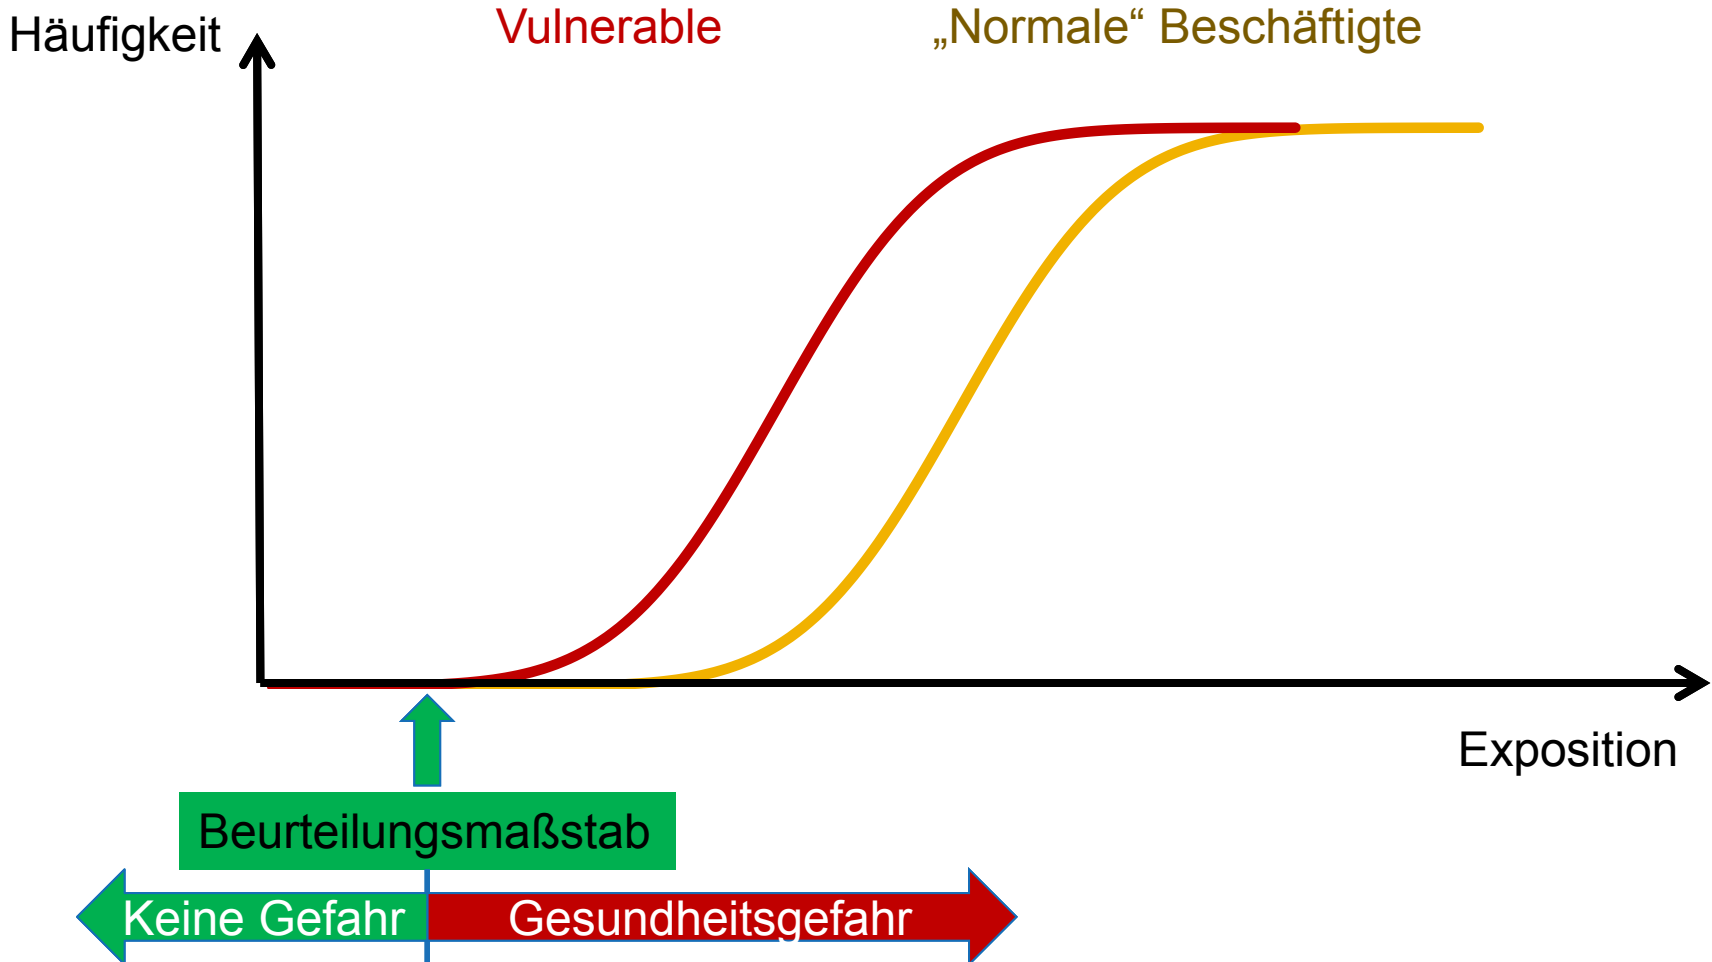 Häufigkeit
Vulnerable
„Normale“ Beschäftigte
Exposition
Beurteilungsmaßstab
Keine Gefahr
Gesundheitsgefahr